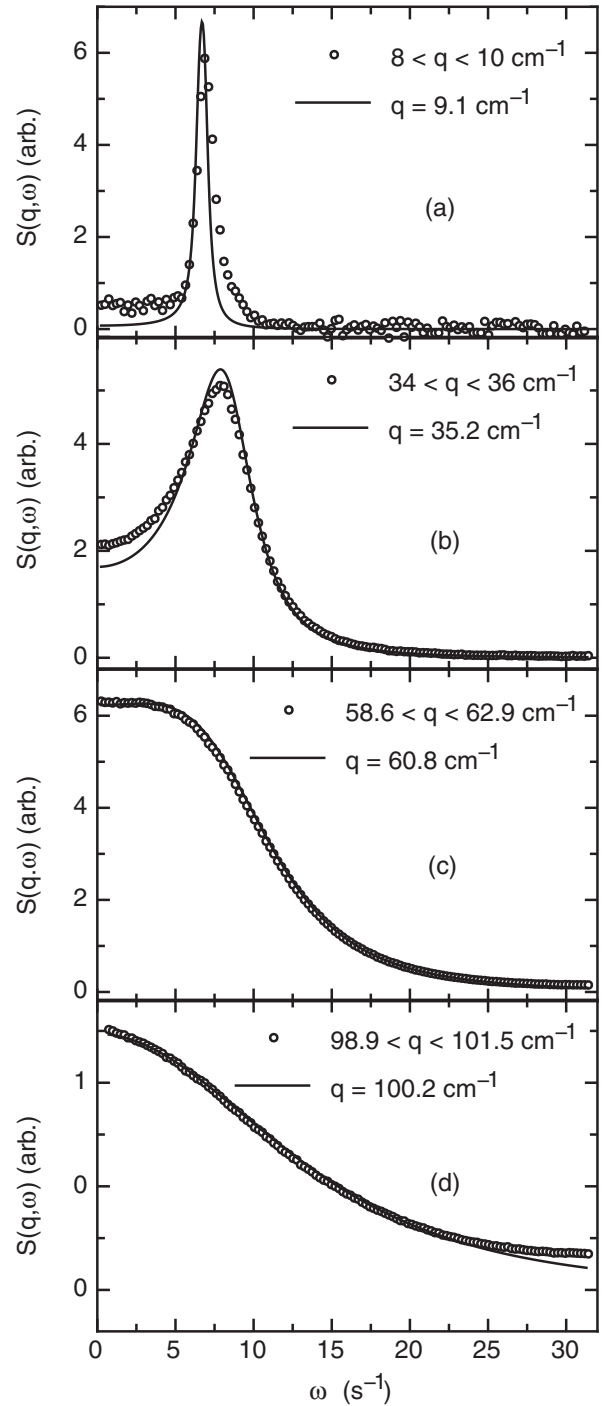 6
4
2
0
S(q,ω) (arb.)
8 < q < 10 cm⁻¹
q = 9.1 cm⁻¹
(a)
4
2
0
S(q,ω) (arb.)
34 < q < 36 cm⁻¹
q = 35.2 cm⁻¹
(b)
6
4
2
0
S(q.ω) (arb.)
58.6 < q < 62.9 cm⁻¹
q = 60.8 cm⁻¹
(c)
1
0
0
S(q,ω) (arb.)
98.9 < q < 101.5 cm⁻¹
q = 100.2 cm⁻¹
(d)
0 5 10 15 20 25 30
ω (s⁻¹)